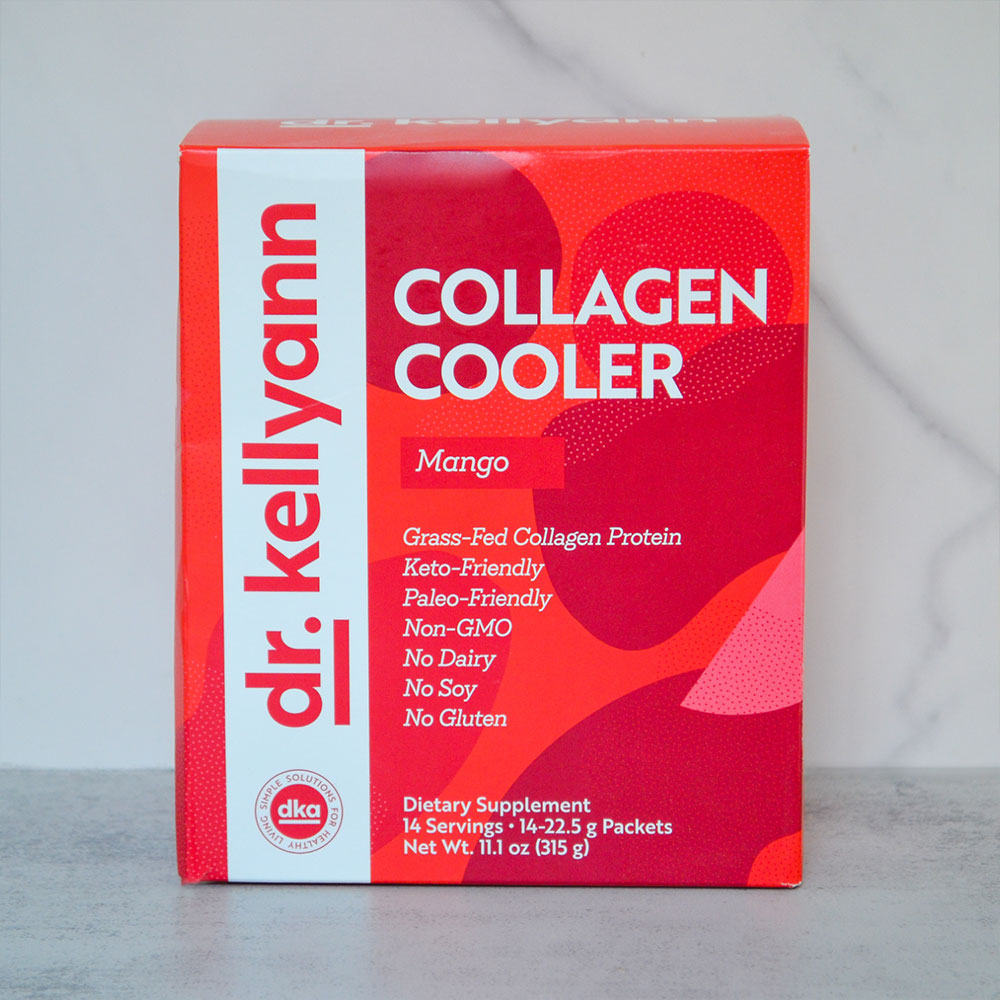 dr. kellyann
dr. kellyann
COLLAGEN
COOLER
Mango
Grass-Fed Collagen Protein
Keto-Friendly
Paleo-Friendly
Non-GMO
No Dairy
No Soy
No Gluten
SIMPLE SOLUTIONS FOR HEALTHY LIVING
dka
Dietary Supplement
14 Servings • 14-22.5 g Packets
Net Wt. 11.1 oz (315 g)